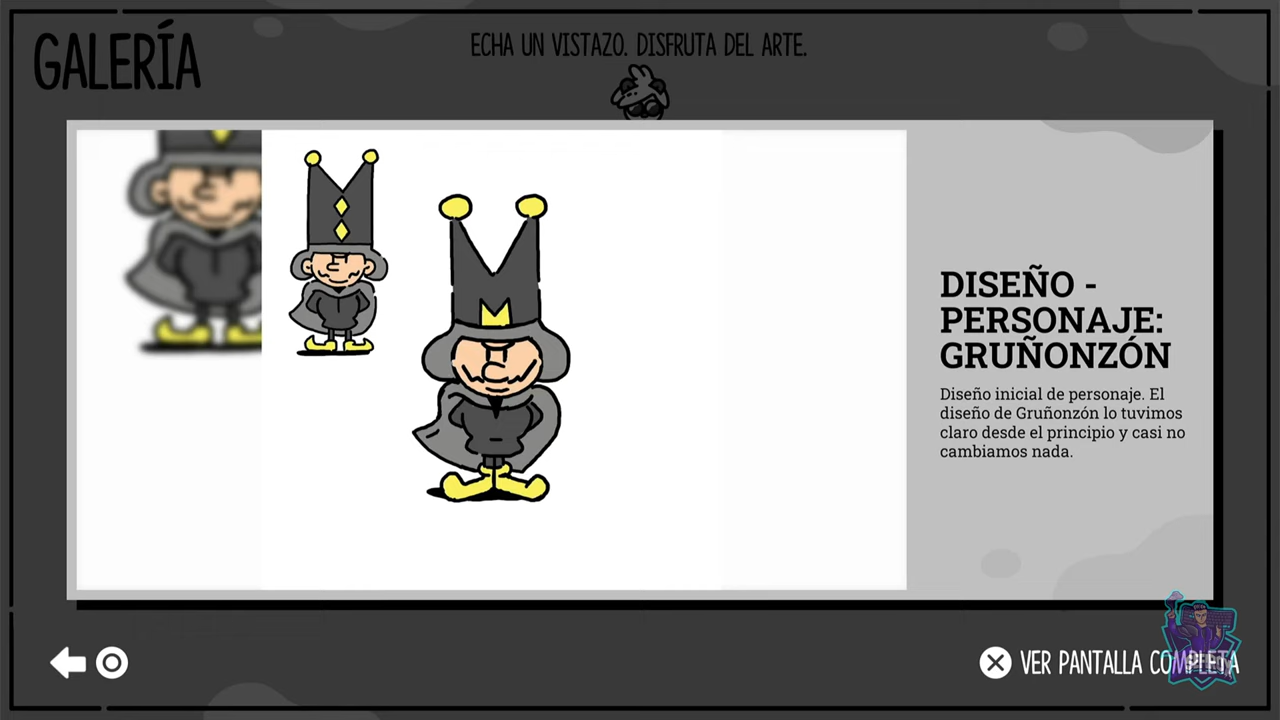 GALERÍA
ECHA UN VISTAZO. DISFRUTA DEL ARTE.
DISEÑO -
PERSONAJE:
GRUÑONZÓN
Diseño inicial de personaje. El
diseño de Gruñonzón lo tuvimos
claro desde el principio y casi no
cambiamos nada.
VER PANTALLA COMPLETA